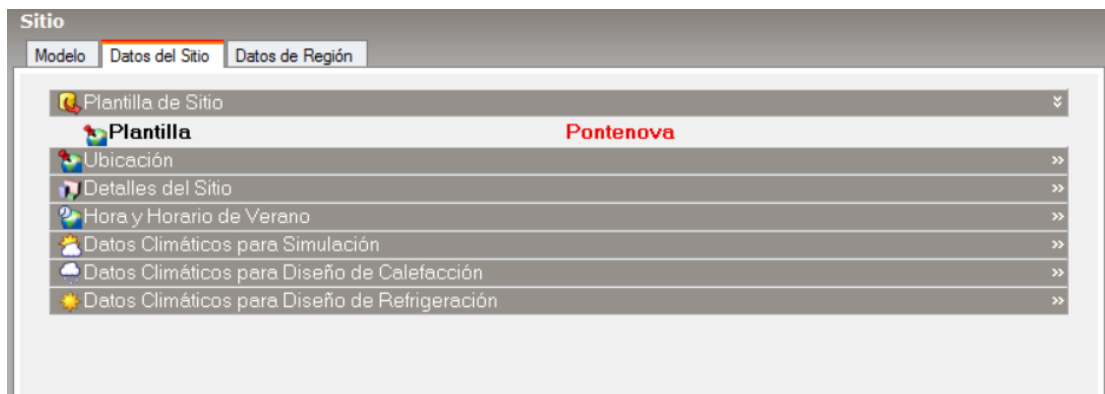 Sitio
Modelo Datos del Sitio Datos de Región
Plantilla de Sitio
Plantilla Pontenova
Ubicación
Detalles del Sitio
Hora y Horario de Verano
Datos Climáticos para Simulación
Datos Climáticos para Diseño de Calefacción
Datos Climáticos para Diseño de Refrigeración